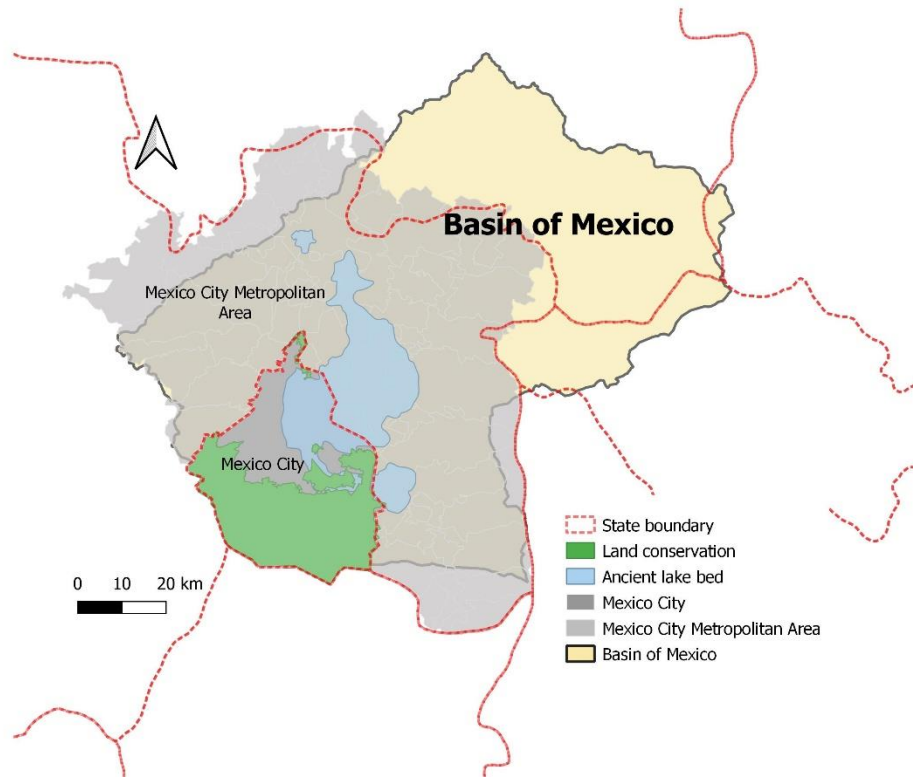 Basin of Mexico
Mexico City Metropolitan
Area
Mexico City
State boundary
Land conservation
Ancient lake bed
Mexico City
Mexico City Metropolitan Area
Basin of Mexico
0 10 20 km